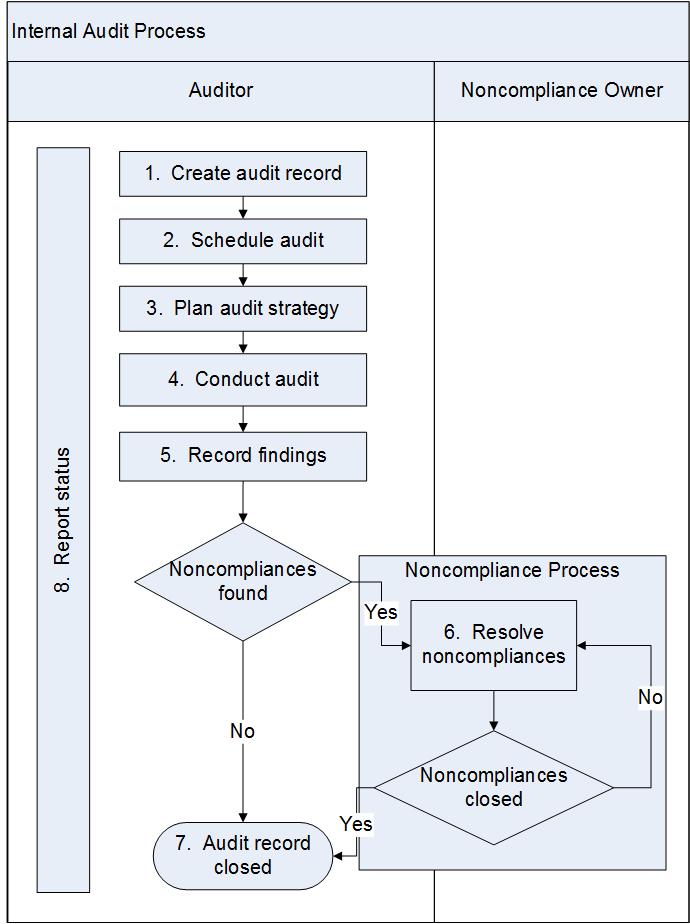 Internal Audit Process
Auditor
Noncompliance Owner
1. Create audit record
2. Schedule audit
3. Plan audit strategy
4. Conduct audit
5. Record findings
8. Report status
Noncompliances
found
Noncompliance Process
Yes
6. Resolve
noncompliances
No
No
Noncompliances
closed
Yes
7. Audit record
closed